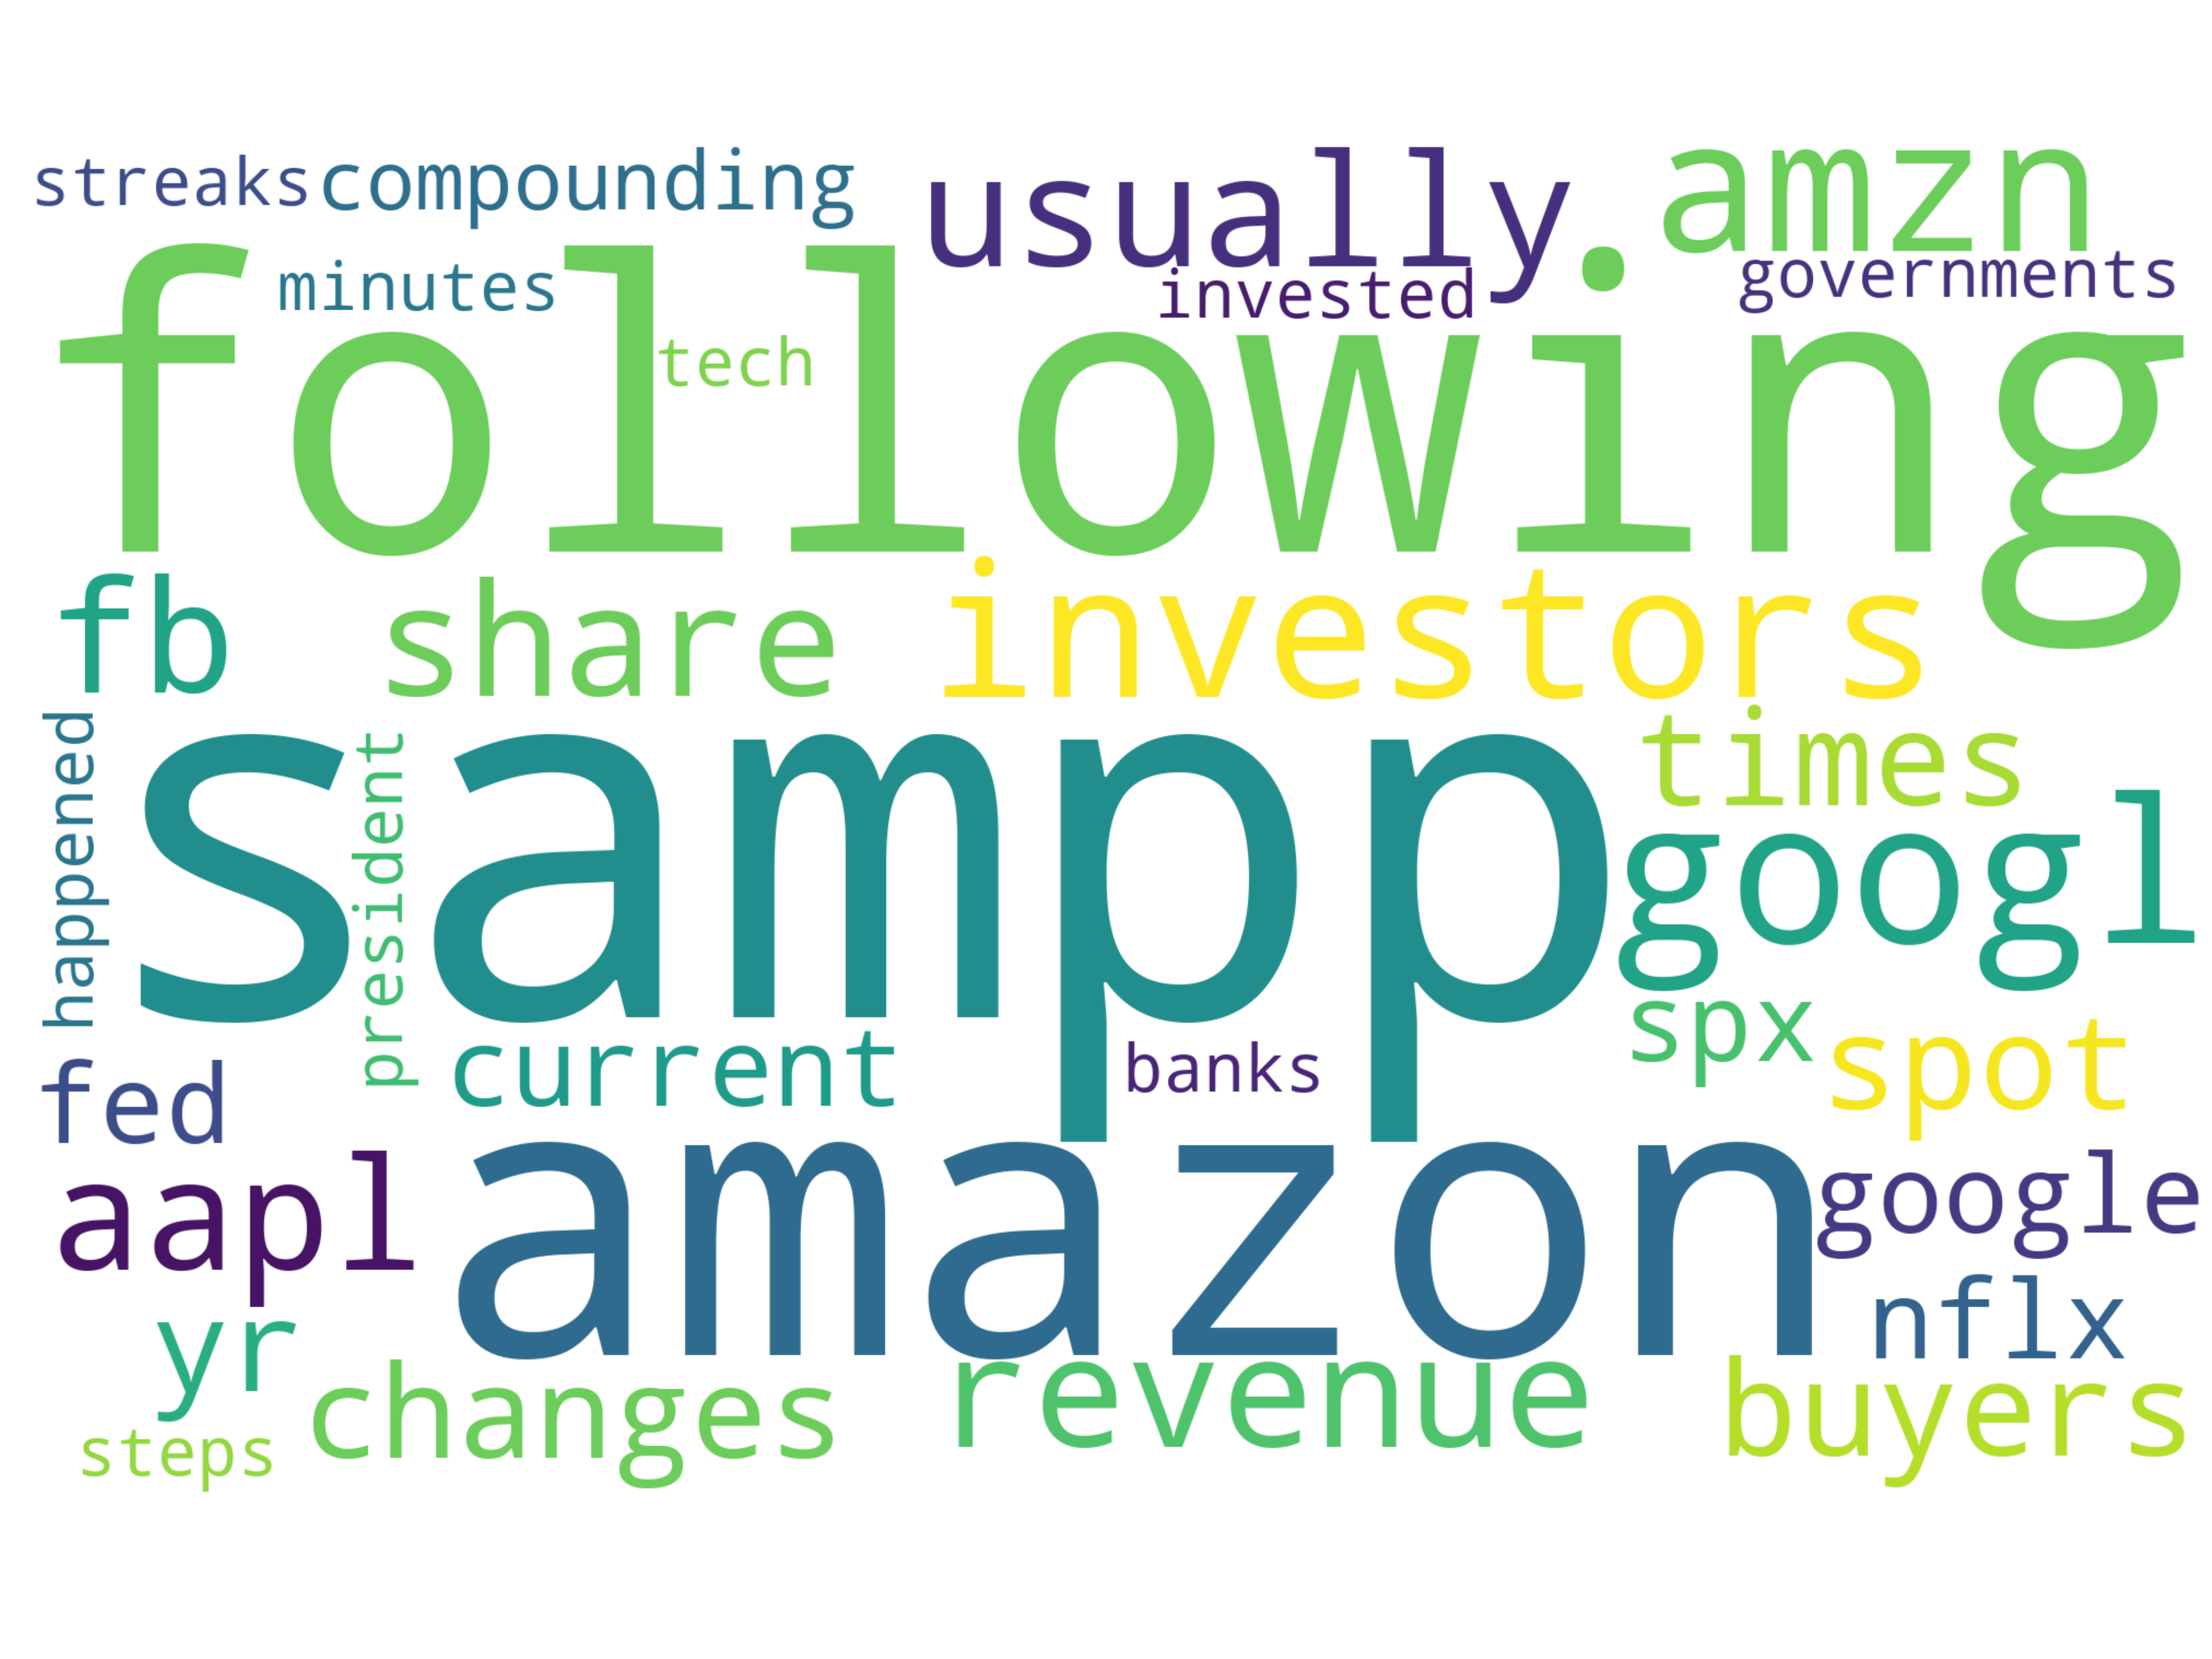 streaks compounding usually amzn
minutes invested governments
following
tech
fb share investors
happened president sampp times
googl
spx
fed current banks spot
aapl amazon google
nflx
yr changes revenue buyers
steps